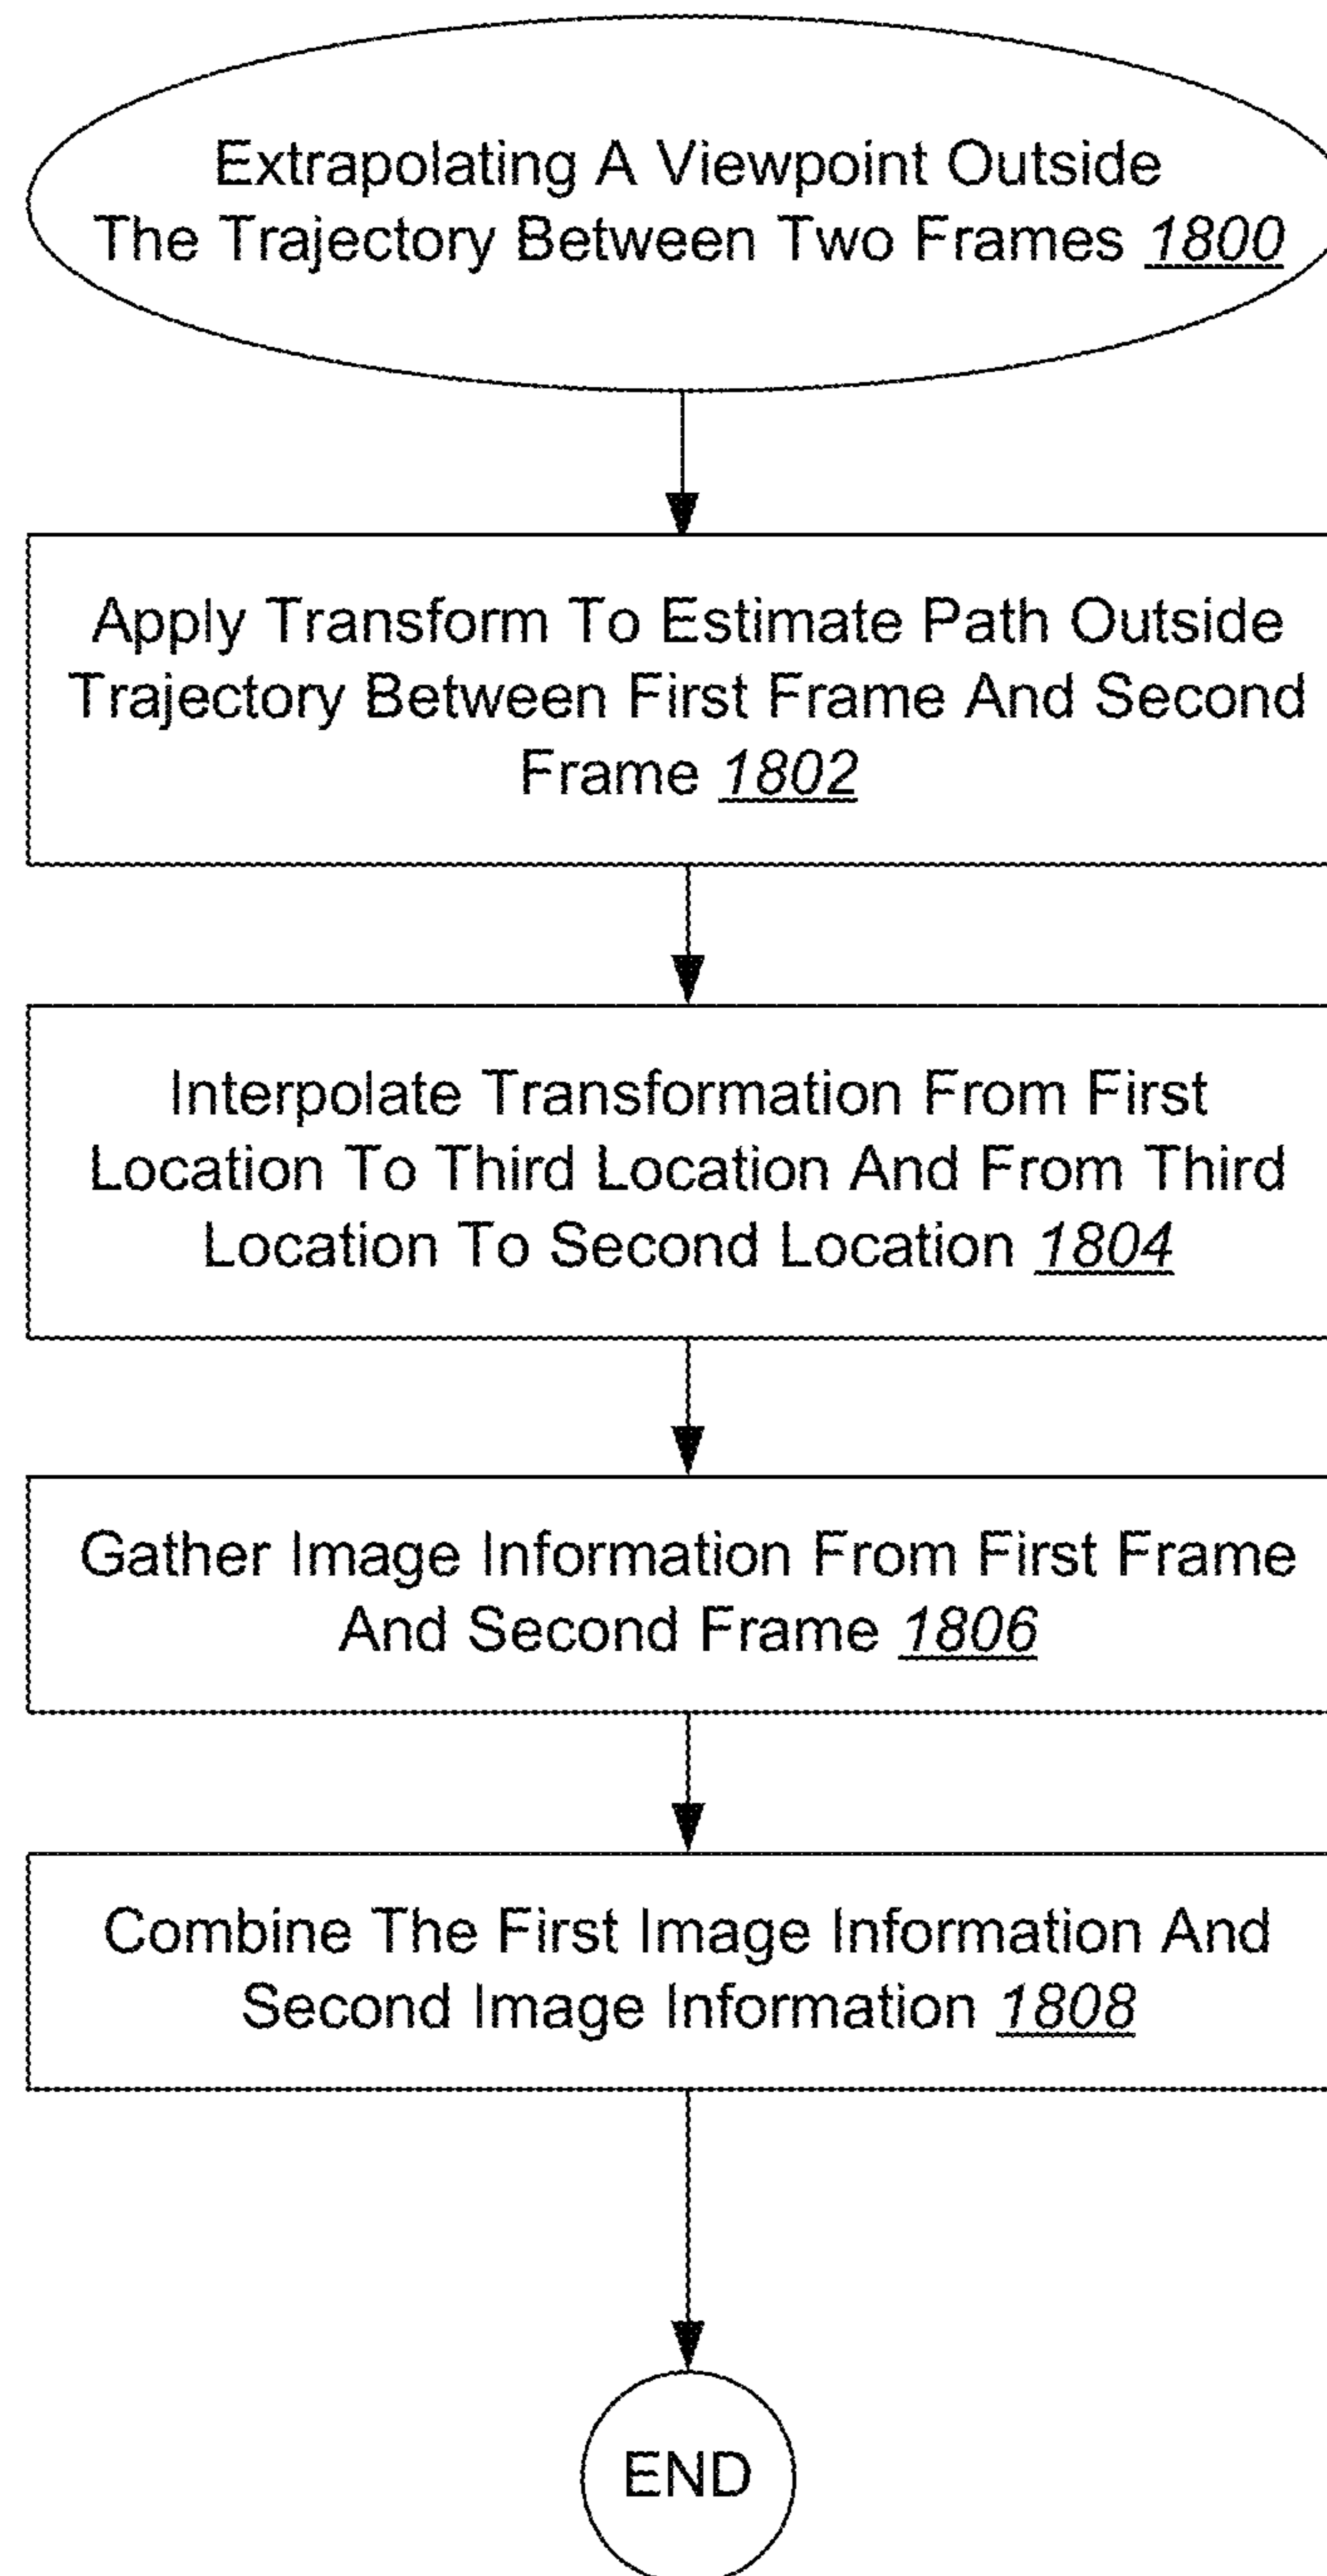 Extrapolating A Viewpoint Outside
The Trajectory Between Two Frames 1800
Apply Transform To Estimate Path Outside
Trajectory Between First Frame And Second
Frame 1802
Interpolate Transformation From First
Location To Third Location And From Third
Location To Second Location 1804
Gather Image Information From First Frame
And Second Frame 1806
Combine The First Image Information And
Second Image Information 1808
END